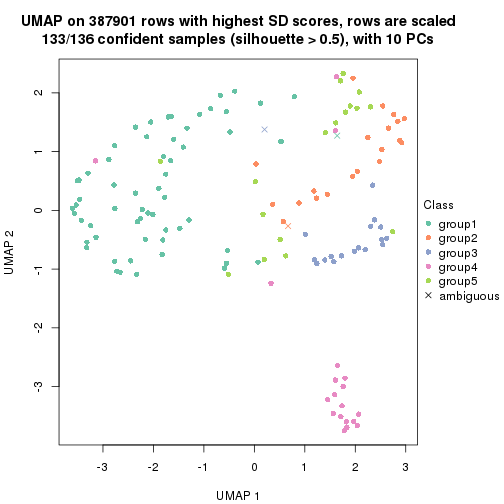 UMAP on 387901 rows with highest SD scores, rows are scaled
133/136 confident samples (silhouette > 0.5), with 10 PCs
2
1
0
-1
-2
-3
UMAP 2
-3
-2
-1
0
1
2
3
UMAP 1
Class
group1
group2
group3
group4
group5
ambiguous